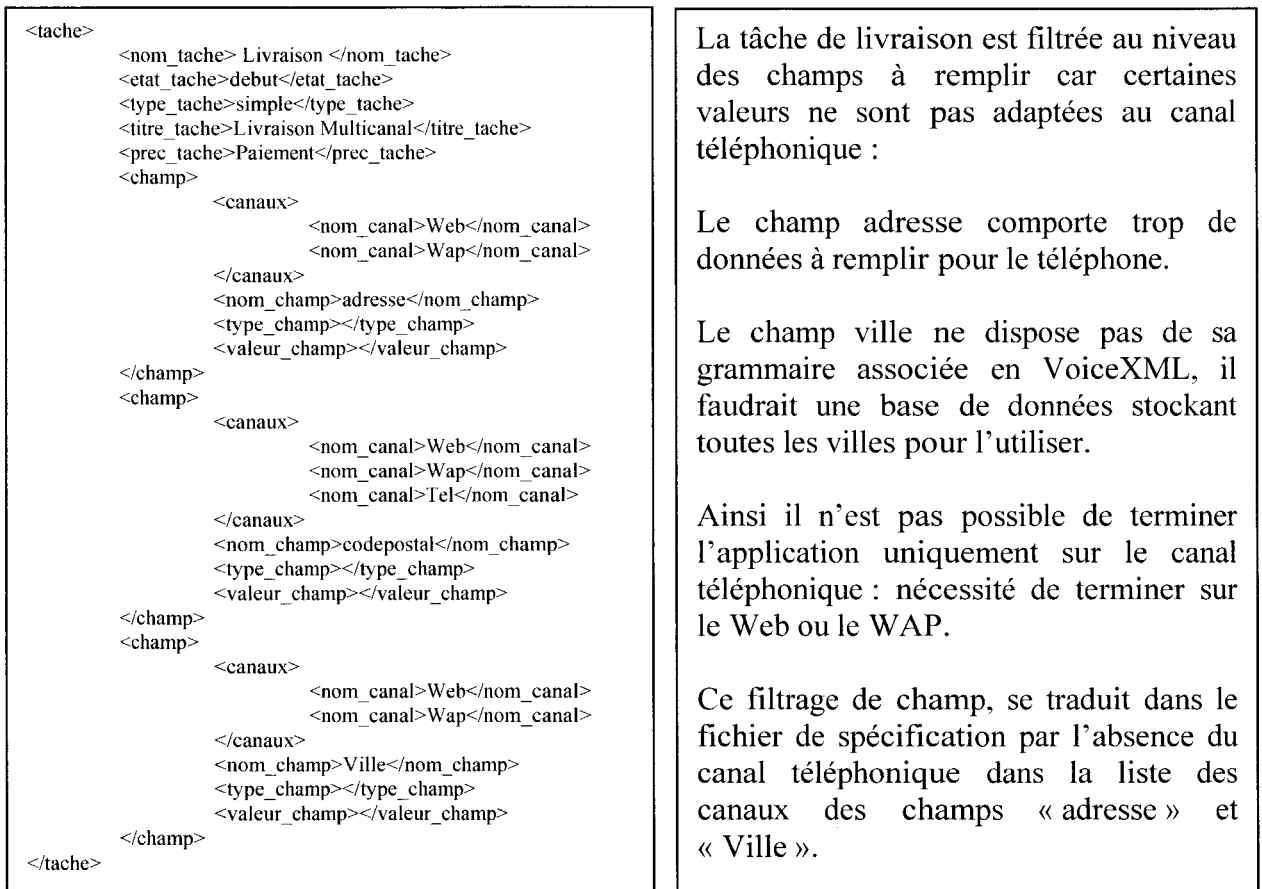 <tache>
<nom_tache> Livraison </nom_tache>
<etat_tache>debut</etat_tache>
<type_tache>simple</type_tache>
<titre_tache>Livraison Multicanal</titre_tache>
<prec_tache>Paiement</prec_tache>
<champ>
<canaux>
<nom_canal>Web</nom_canal>
<nom_canal>Wap</nom_canal>
</canaux>
<nom_champ>adresse</nom_champ>
<type_champ></type_champ>
<valeur_champ></valeur_champ>
</champ>
<champ>
<canaux>
<nom_canal>Web</nom_canal>
<nom_canal>Wap</nom_canal>
<nom_canal>Tel</nom_canal>
</canaux>
<nom_champ>codepostal</nom_champ>
<type_champ></type_champ>
<valeur_champ></valeur_champ>
</champ>
<champ>
<canaux>
<nom_canal>Web</nom_canal>
<nom_canal>Wap</nom_canal>
</canaux>
<nom_champ>Ville</nom_champ>
<type_champ></type_champ>
<valeur_champ></valeur_champ>
</champ>
</tache>
La tâche de livraison est filtrée au niveau
des champs à remplir car certaines
valeurs ne sont pas adaptées au canal
téléphonique :
Le champ adresse comporte trop de
données à remplir pour le téléphone.
Le champ ville ne dispose pas de sa
grammaire associée en VoiceXML, il
faudrait une base de données stockant
toutes les villes pour l'utiliser.
Ainsi il n'est pas possible de terminer
l'application uniquement sur le canal
téléphonique : nécessité de terminer sur
le Web ou le WAP.
Ce filtrage de champ, se traduit dans le
fichier de spécification par l'absence du
canal téléphonique dans la liste des
canaux des champs « adresse » et
« Ville ».